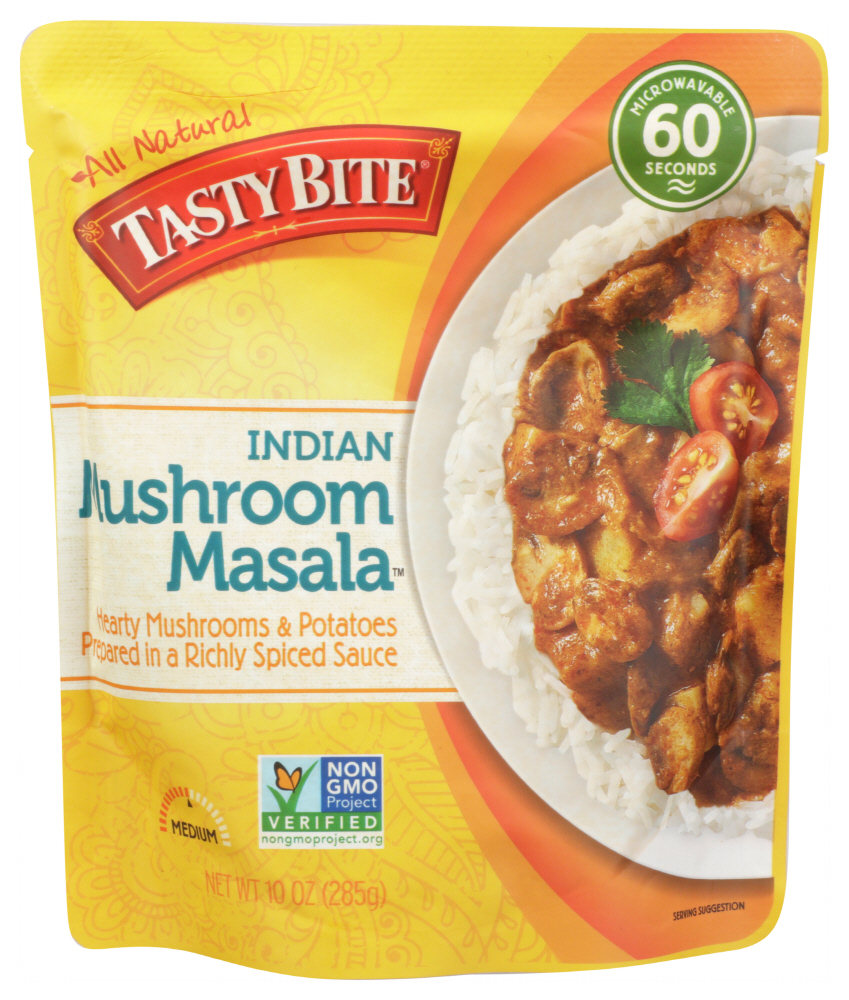 All Natural
TASTY BITE®
MICROWAVABLE
60
SECONDS
INDIAN
Mushroom
Masala™
Hearty Mushrooms & Potatoes
Prepared in a Richly Spiced Sauce
MEDIUM
NON
GMO
Project
VERIFIED
nongmoproject.org
NET WT 10 OZ (285g)
SERVING SUGGESTION